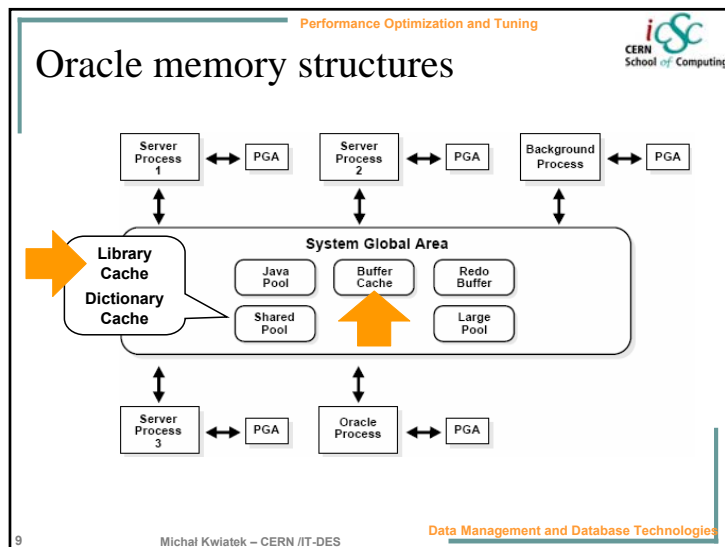 Performance Optimization and Tuning
iCSC
CERN
School of Computing
Oracle memory structures
Server
Process
1
PGA
Server
Process
2
PGA
Background
Process
PGA
System Global Area
Library
Cache
Dictionary
Cache
Java
Pool
Buffer
Cache
Redo
Buffer
Shared
Pool
Large
Pool
Server
Process
3
PGA
Oracle
Process
PGA
9
Michał Kwiatek – CERN /IT-DES
Data Management and Database Technologies